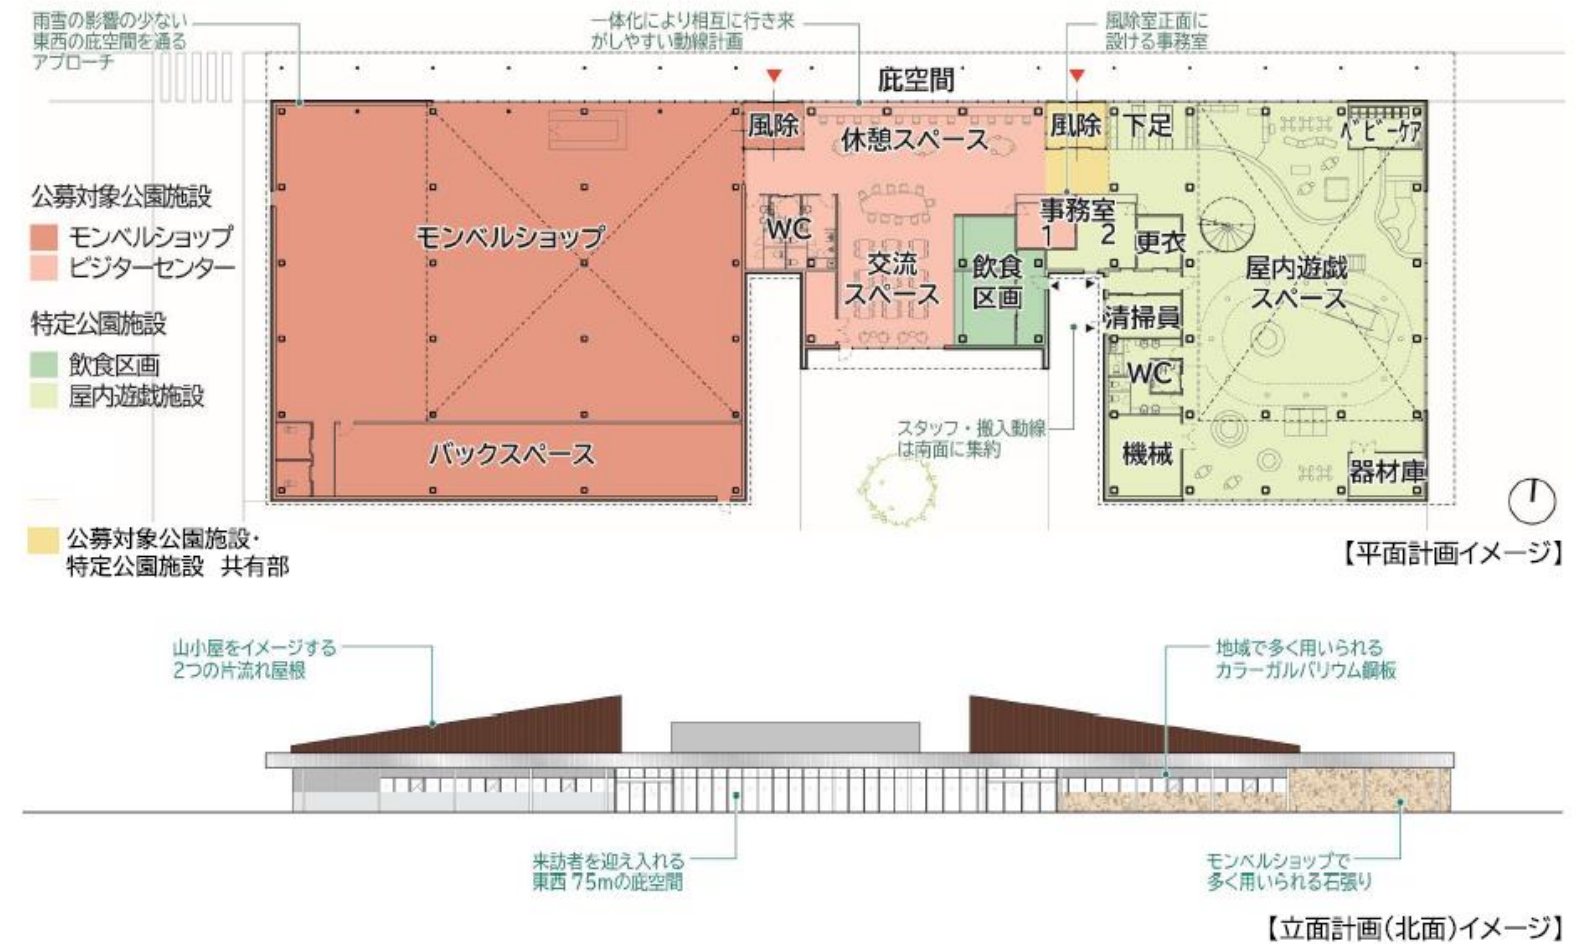 雨雪の影響の少ない
東西の庇空間を通る
アプローチ
一体化により相互に行き来
がしやすい動線計画
風除室正面に
設ける事務室
庇空間
風除
休憩スペース
風除
下足
ベビーケア
公募対象公園施設
モンベルショップ
ビジターセンター
特定公園施設
飲食区画
屋内遊戯施設
モンベルショップ
WC
交流
スペース
飲食
区画
事務室
1
2
更衣
屋内遊戯
スペース
清掃員
WC
機械
器材庫
バックスペース
スタッフ・搬入動線
は南面に集約
公募対象公園施設・
特定公園施設 共有部
【平面計画イメージ】
山小屋をイメージする
2つの片流れ屋根
地域で多く用いられる
カラーガルバリウム鋼板
来訪者を迎え入れる
東西 75mの庇空間
モンベルショップで
多く用いられる石張り
【立面計画(北面)イメージ】